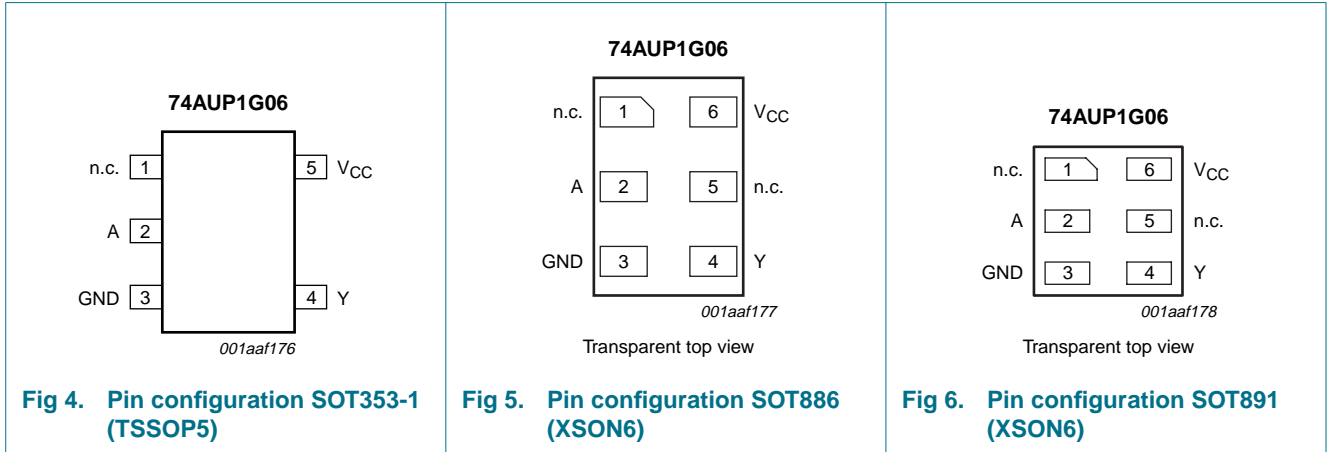 74AUP1G06
n.c. 1 5 VCC
A 2
GND 3 4 Y
001aaf176
Fig 4. Pin configuration SOT353-1
(TSSOP5)
74AUP1G06
n.c. 1 6 VCC
A 2 5 n.c.
GND 3 4 Y
001aaf177
Transparent top view
Fig 5. Pin configuration SOT886
(XSON6)
74AUP1G06
n.c. 1 6 VCC
A 2 5 n.c.
GND 3 4 Y
001aaf178
Transparent top view
Fig 6. Pin configuration SOT891
(XSON6)